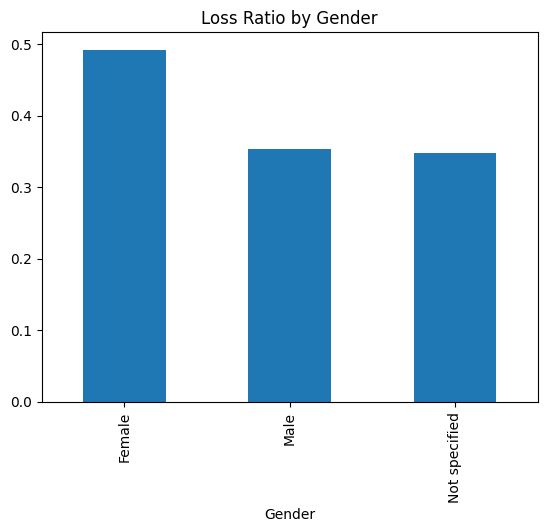 Loss Ratio by Gender
0.5
0.4
0.3
0.2
0.1
0.0
Female
Male
Not specified
Gender